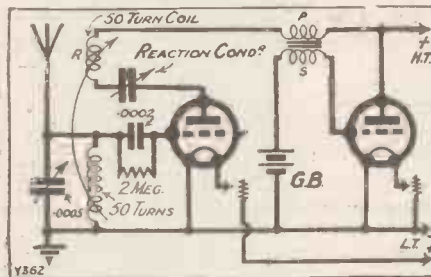 50 TURN COIL
R
REACTION CONDR
P
S
+
H.T.
.0002
2 MEG.
50 TURNS
.0005
G.B.
L.T.
Y362